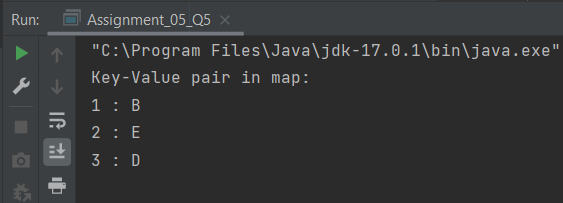 Run: Assignment_05_Q5
"C:\Program Files\Java\jdk-17.0.1\bin\java.exe"
Key-Value pair in map:
1 : B
2 : E
3 : D